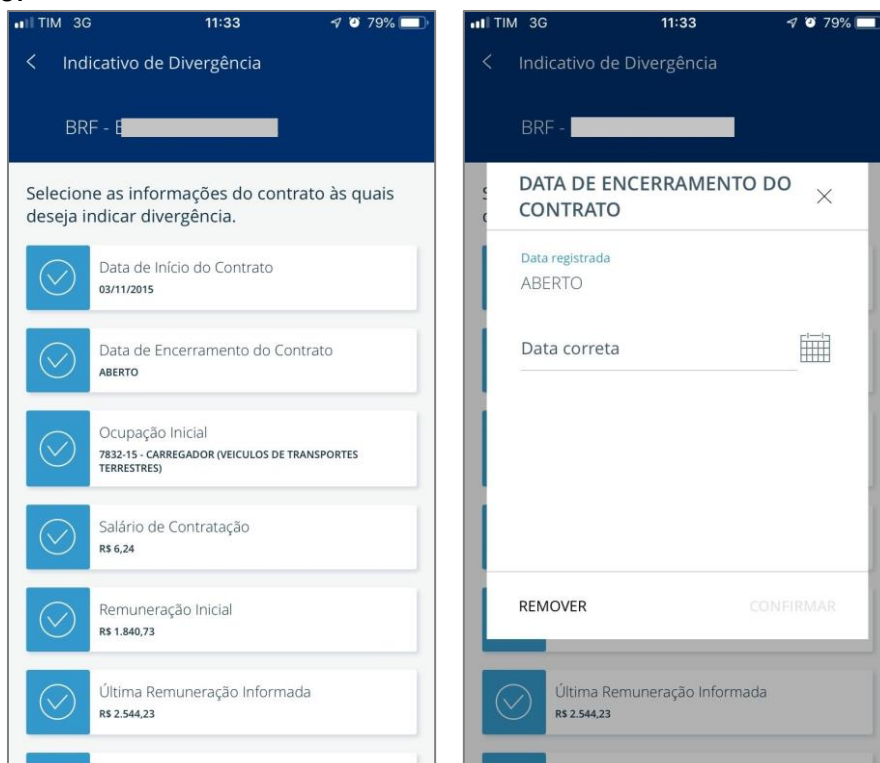 TIM 3G 11:33 79%
Indicativo de Divergência
BRF -
Selecione as informações do contrato às quais
deseja indicar divergência.
Data de Início do Contrato
03/11/2015
Data de Encerramento do Contrato
ABERTO
Ocupação Inicial
7832-15 - CARREGADOR (VEICULOS DE TRANSPORTES
TERRESTRES)
Salário de Contratação
R$ 6,24
Remuneração Inicial
R$ 1.840,73
Última Remuneração Informada
R$ 2.544,23
TIM 3G 11:33 79%
Indicativo de Divergência
BRF -
DATA DE ENCERRAMENTO DO
CONTRATO
Data registrada
ABERTO
Data correta
REMOVER CONFIRMAR
Última Remuneração Informada
R$ 2.544,23